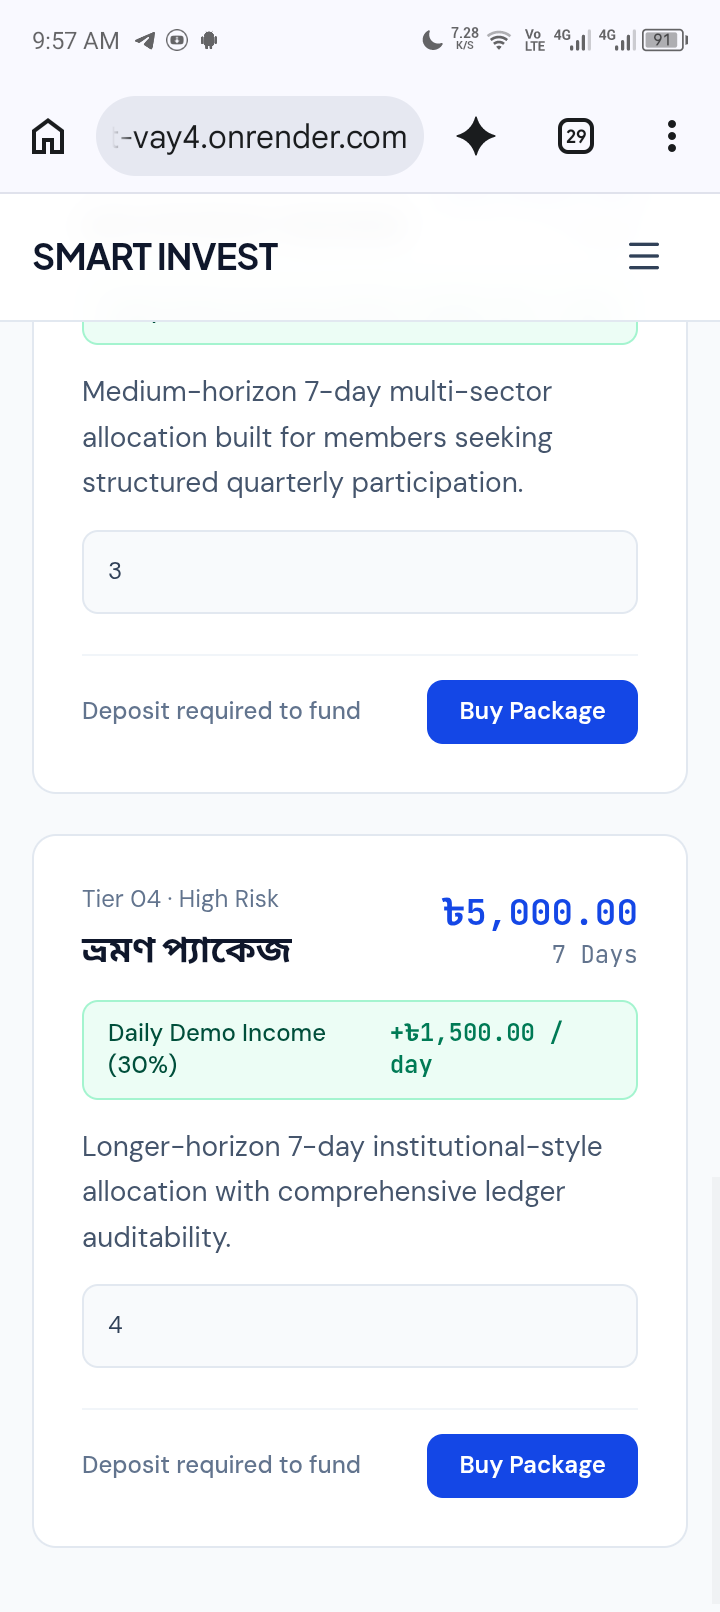 9:57 AM
7.28 K/S
Vo LTE
4G
4G
91
-vay4.onrender.com
29
SMART INVEST
Medium-horizon 7-day multi-sector
allocation built for members seeking
structured quarterly participation.
3
Deposit required to fund
Buy Package
Tier 04 · High Risk
৳5,000.00
ভ্রমণ প্যাকেজ
7 Days
Daily Demo Income
(30%)
+৳1,500.00 /
day
Longer-horizon 7-day institutional-style
allocation with comprehensive ledger
auditability.
4
Deposit required to fund
Buy Package